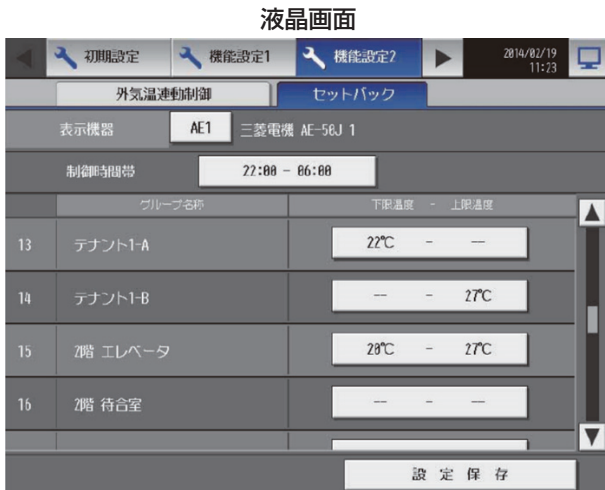 液晶画面
初期設定 機能設定1 機能設定2 2014/02/19
11:23
外気温連動制御 セットバック
表示機器 AE1 三菱電機 AE-50J 1
制御時間帯 22:00 - 06:00
グループ名称 下限温度 - 上限温度
13 テナント1-A 22℃ - --
14 テナント1-B -- - 27℃
15 2階 エレベータ 20℃ - 27℃
16 2階 待合室 -- - --
設定保存